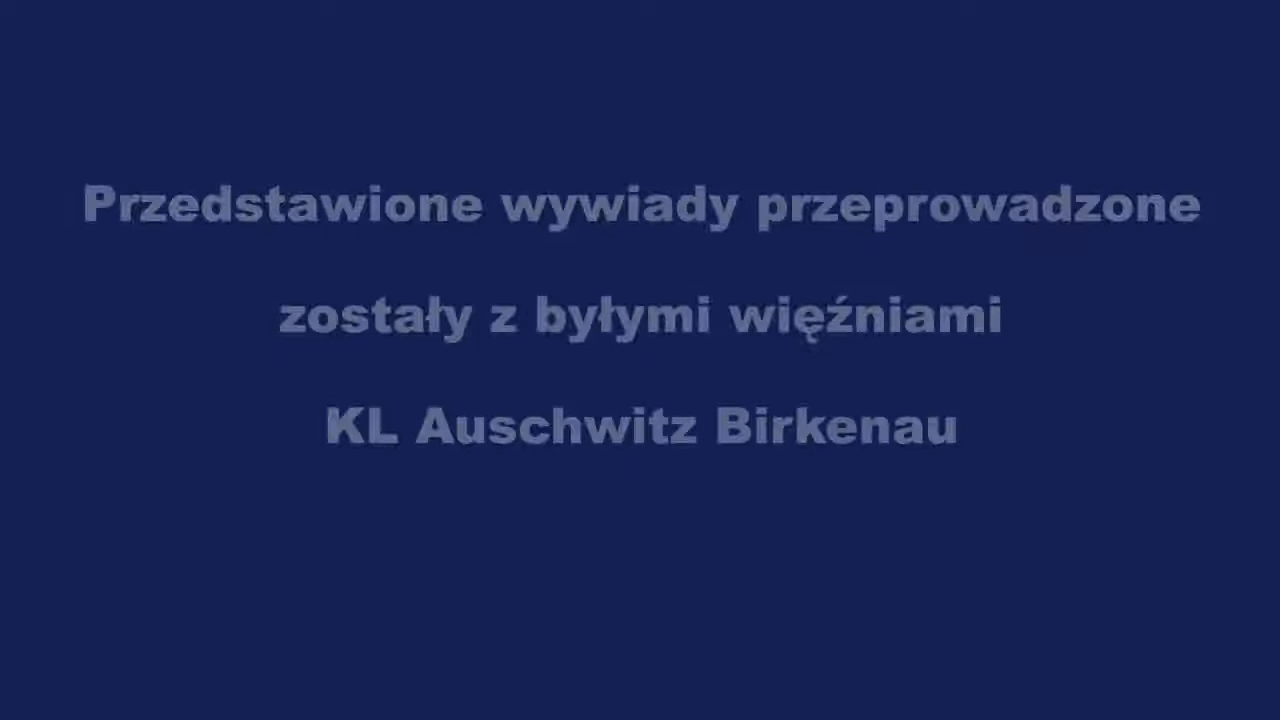 Przedstawione wywiady przeprowadzone
zostały z byłymi więźniami
KL Auschwitz Birkenau